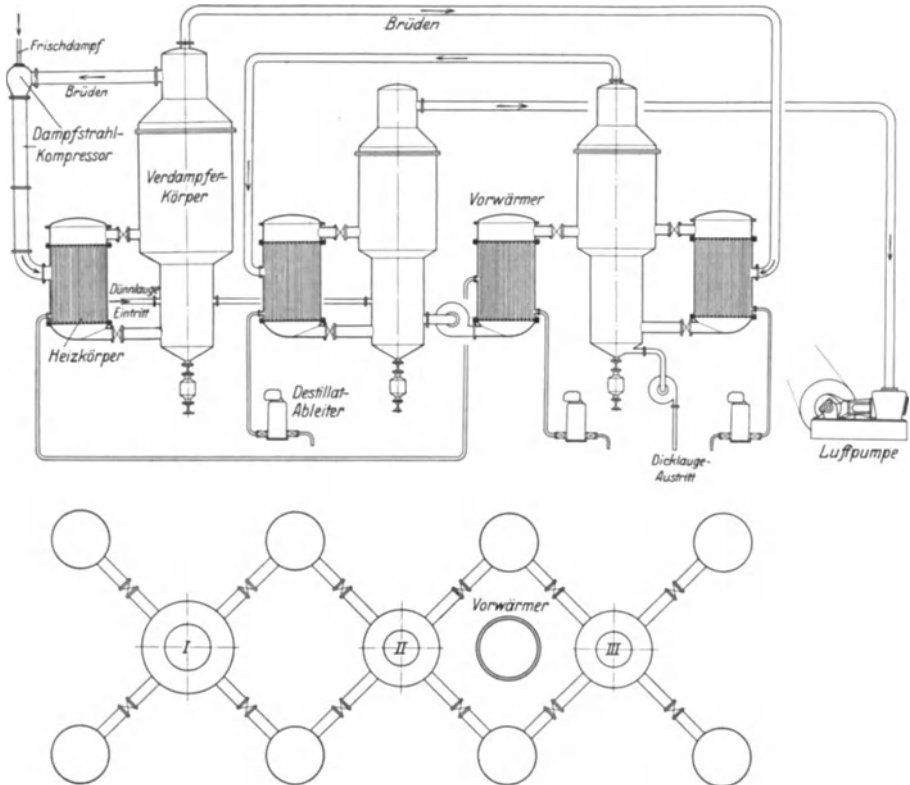 Brüden
Frischdampf
Brüden
Dampfstrahl-
Kompressor
Verdampfer-
Körper
Vorwärmer
Dünnlauge
Eintritt
Heizkörper
Destillat-
Ableiter
Dicklauge-
Austritt
Luftpumpe
Vorwärmer
I
II
III